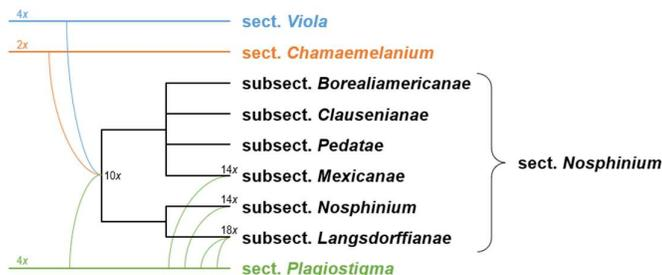 4x sect. Viola
2x sect. Chamaemelanium
subsect. Borealiamericanae
subsect. Clausenianae
subsect. Pedatae
sect. Nosphinium
10x 14x subsect. Mexicanae
14x subsect. Nosphinium
18x subsect. Langsdorffianae
4x sect. Plagiostigma